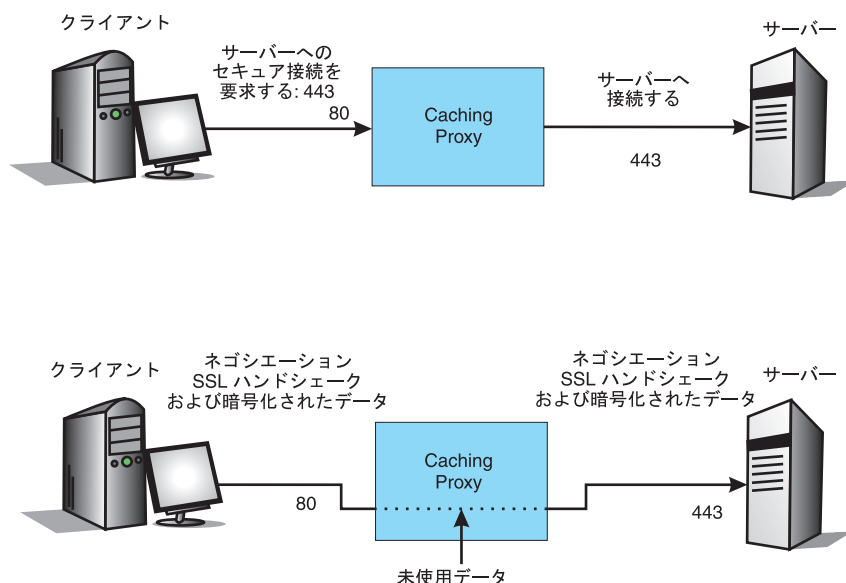 クライアント
サーバーへの
セキュア接続を
要求する: 443
80
Caching
Proxy
サーバーへ
接続する
443
サーバー
クライアント
ネゴシエーション
SSL ハンドシェーク
および暗号化されたデータ
80
Caching
Proxy
未使用データ
ネゴシエーション
SSL ハンドシェーク
および暗号化されたデータ
443
サーバー